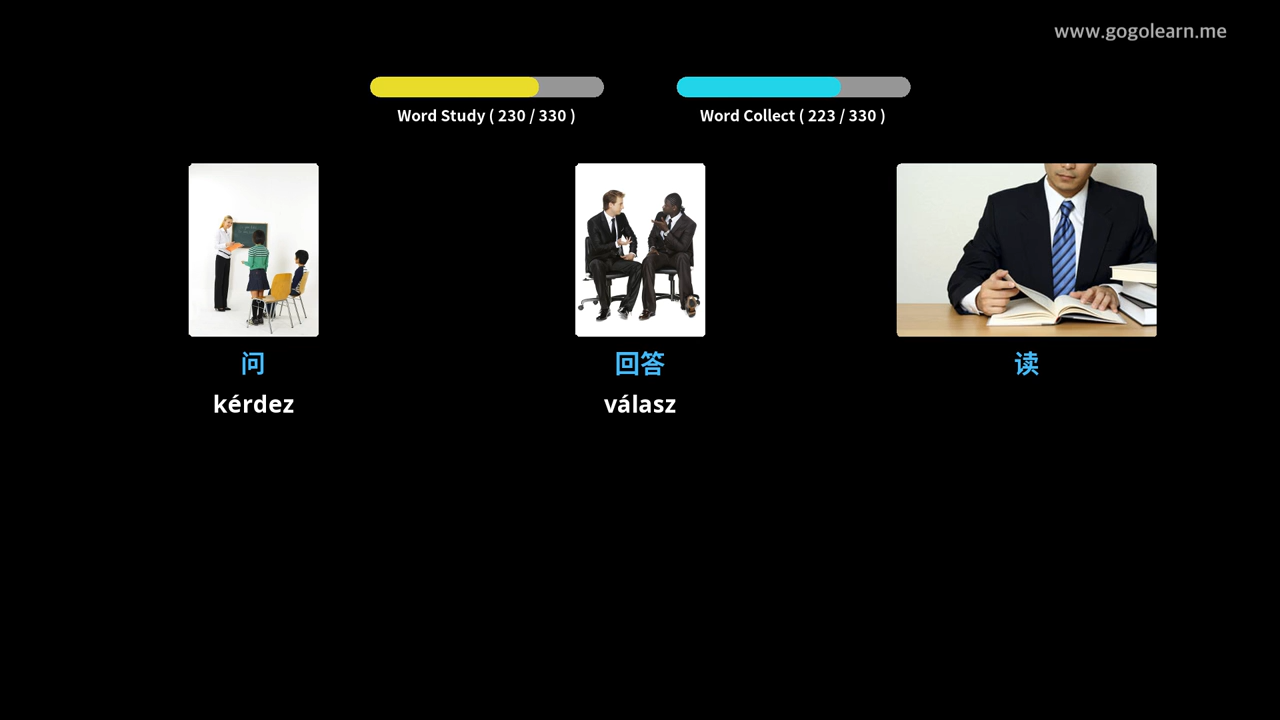 www.gogolearn.me
Word Study ( 230 / 330 )
Word Collect ( 223 / 330 )
问
回答
读
kérdez
válasz